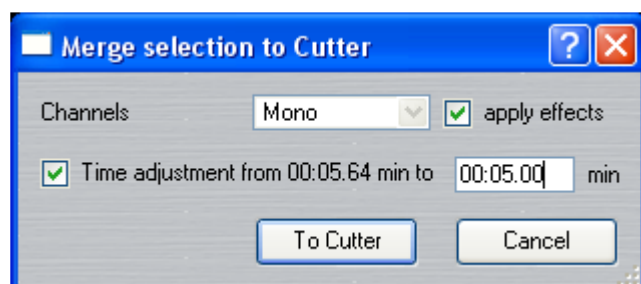 Merge selection to Cutter
Channels Mono apply effects
Time adjustment from 00:05.64 min to 00:05.00 min
To Cutter Cancel